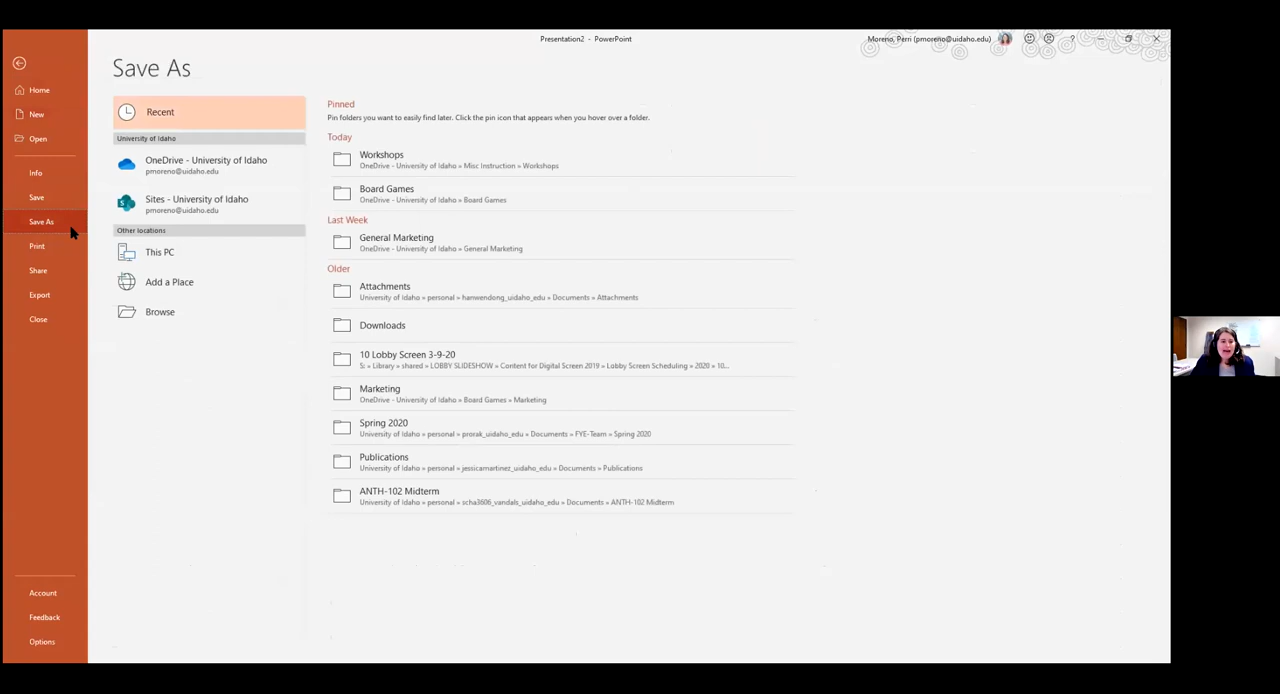 Presentation2 - PowerPoint
Moreno, Perri (pmoreno@uidaho.edu)
?
Home
New
Open
Info
Save
Save As
Print
Share
Export
Close
Account
Feedback
Options
Save As
Recent
University of Idaho
OneDrive - University of Idaho
pmoreno@uidaho.edu
Sites - University of Idaho
pmoreno@uidaho.edu
Other locations
This PC
Add a Place
Browse
Pinned
Pin folders you want to easily find later. Click the pin icon that appears when you hover over a folder.
Today
Workshops
OneDrive - University of Idaho » Misc Instruction » Workshops
Board Games
OneDrive - University of Idaho » Board Games
Last Week
General Marketing
OneDrive - University of Idaho » General Marketing
Older
Attachments
University of Idaho » personal » hanwendong_uidaho_edu » Documents » Attachments
Downloads
10 Lobby Screen 3-9-20
S: » Library » shared » LOBBY SLIDESHOW » Content for Digital Screen 2019 » Lobby Screen Scheduling » 2020 » 10...
Marketing
OneDrive - University of Idaho » Board Games » Marketing
Spring 2020
University of Idaho » personal » prorak_uidaho_edu » Documents » FYE-Team » Spring 2020
Publications
University of Idaho » personal » jessicamartinez_uidaho_edu » Documents » Publications
ANTH-102 Midterm
University of Idaho » personal » scha3606_vandals_uidaho_edu » Documents » ANTH-102 Midterm